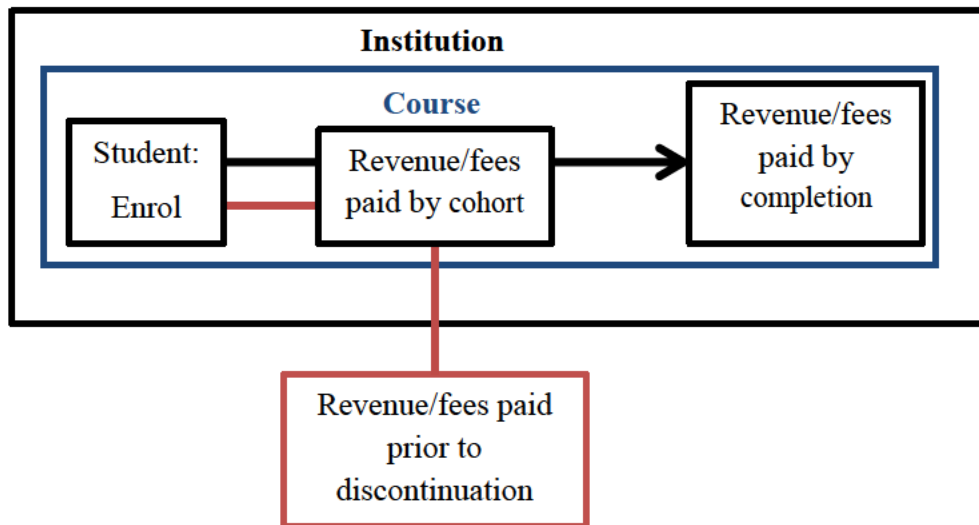 Institution
Course
Student:
Enrol
Revenue/fees
paid by cohort
Revenue/fees
paid by
completion
Revenue/fees paid
prior to
discontinuation